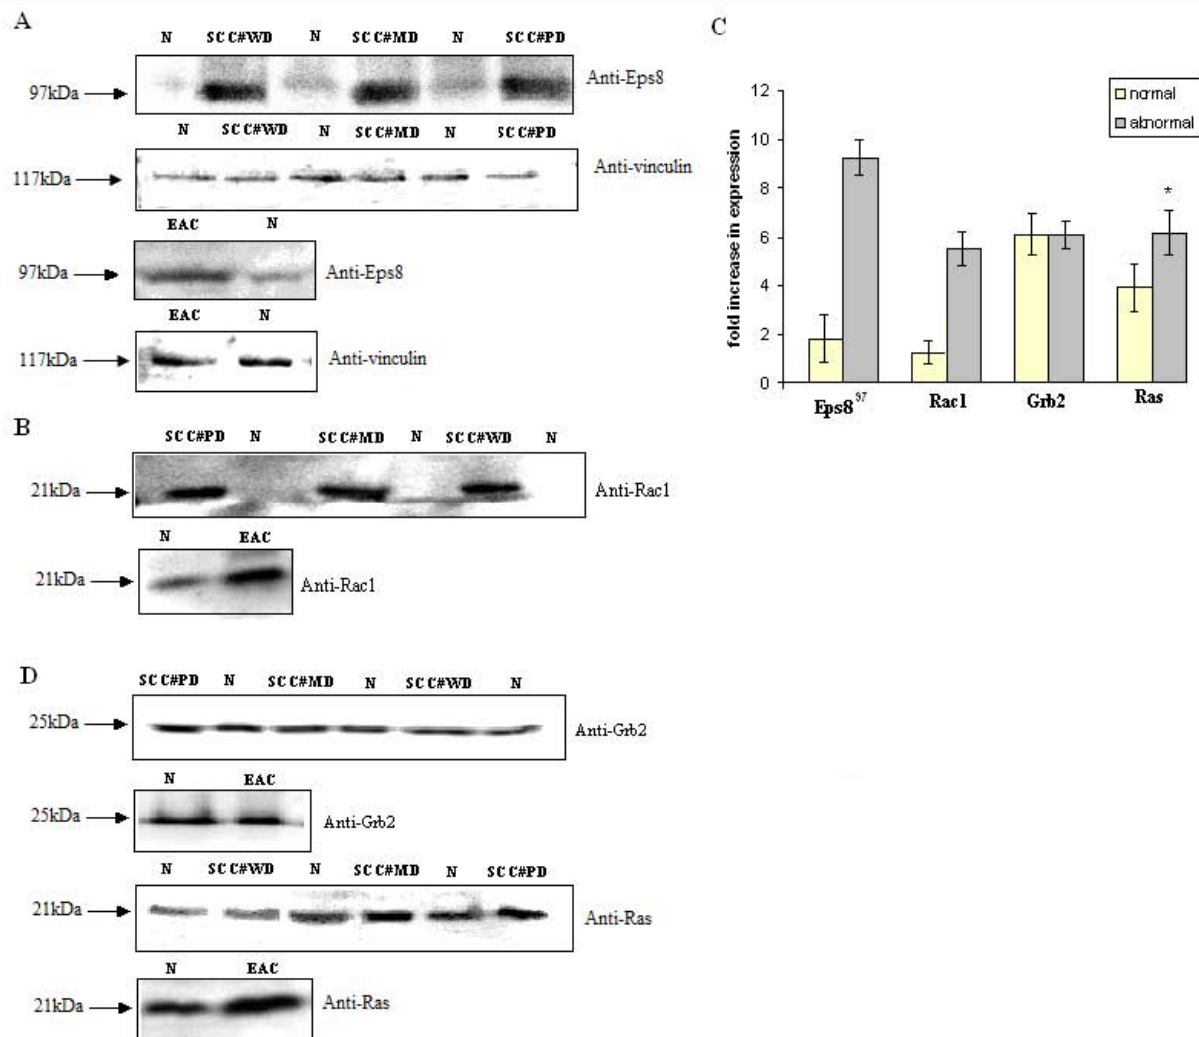 A
N SCC#WD N SCC#MD N SCC#PD
97kDa Anti-Eps8
N SCC#WD N SCC#MD N SCC#PD
117kDa Anti-vinculin
EAC N
97kDa Anti-Eps8
EAC N
117kDa Anti-vinculin
B
SCC#PD N SCC#MD N SCC#WD N
21kDa Anti-Rac1
N EAC
21kDa Anti-Rac1
C
normal
abnormal
fold increase in expression
12
10
8
6
4
2
0
*
Eps8⁹⁷ Rac1 Grb2 Ras
D
SCC#PD N SCC#MD N SCC#WD N
25kDa Anti-Grb2
N EAC
25kDa Anti-Grb2
N SCC#WD N SCC#MD N SCC#PD
21kDa Anti-Ras
N EAC
21kDa Anti-Ras